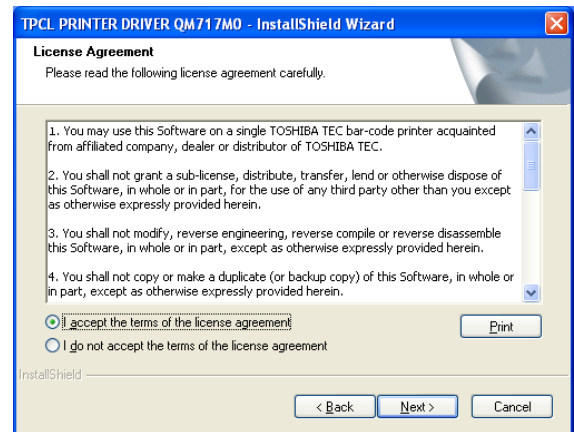 TPCL PRINTER DRIVER QM717M0 - InstallShield Wizard
License Agreement
Please read the following license agreement carefully.
1. You may use this Software on a single TOSHIBA TEC bar-code printer acquainted
from affiliated company, dealer or distributor of TOSHIBA TEC.
2. You shall not grant a sub-license, distribute, transfer, lend or otherwise dispose of
this Software, in whole or in part, for the use of any third party other than you except
as otherwise expressly provided herein.
3. You shall not modify, reverse engineering, reverse compile or reverse disassemble
this Software, in whole or in part, except as otherwise expressly provided herein.
4. You shall not copy or make a duplicate (or backup copy) of this Software, in whole or
in part, except as otherwise expressly provided herein.
I accept the terms of the license agreement
Print
I do not accept the terms of the license agreement
InstallShield
< Back
Next >
Cancel